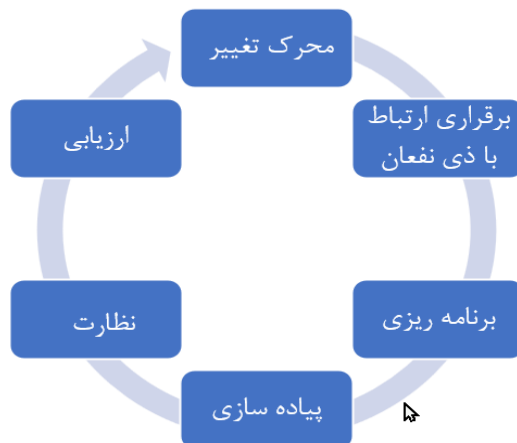 محرک تغییر
برقراری ارتباط
با ذی نفعان
برنامه ریزی
پیاده سازی
نظارت
ارزیابی